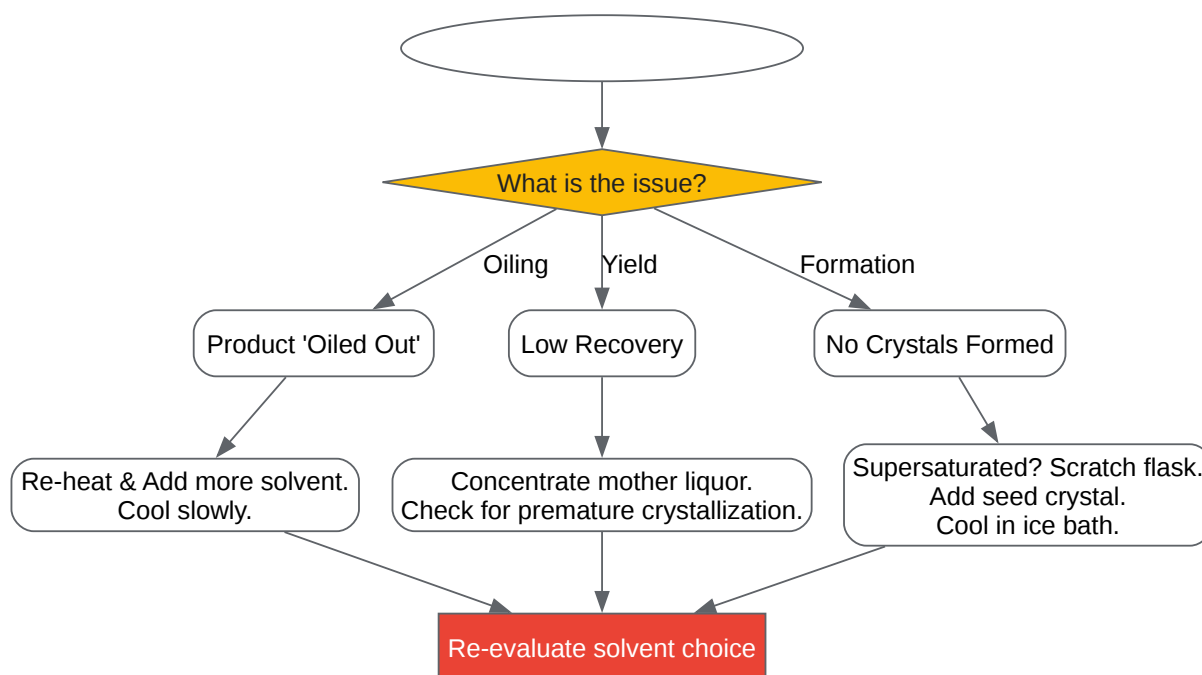 What is the issue?
Oiling
Yield
Formation
Product 'Oiled Out'
Low Recovery
No Crystals Formed
Re-heat & Add more solvent.
Cool slowly.
Concentrate mother liquor.
Check for premature crystallization.
Supersaturated? Scratch flask.
Add seed crystal.
Cool in ice bath.
Re-evaluate solvent choice